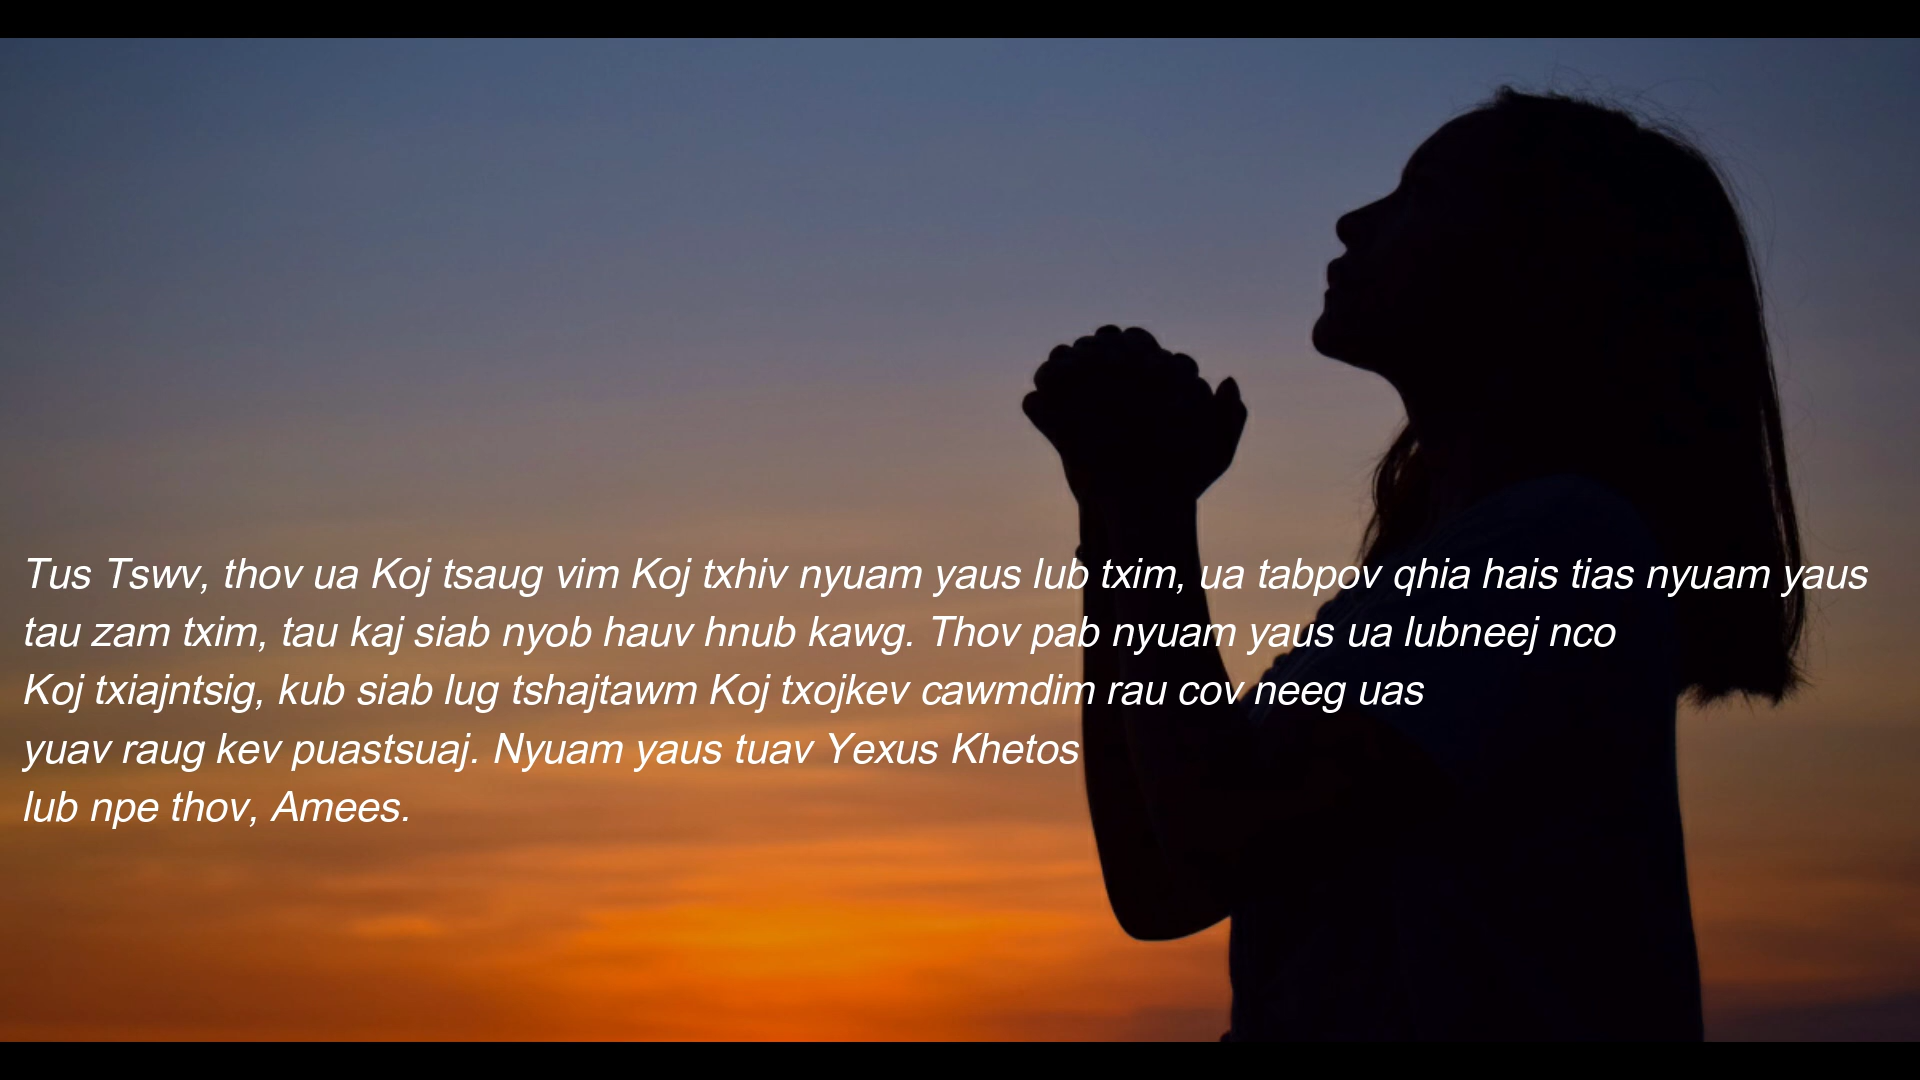 Tus Tswv, thov ua Koj tsaug vim Koj txhiv nyuam yaus lub txim, ua tabpov qhia hais tias nyuam yaus
tau zam txim, tau kaj siab nyob hauv hnub kawg. Thov pab nyuam yaus ua lubneej nco
Koj txiajntsig, kub siab lug tshajtawm Koj txojkev cawmdim rau cov neeg uas
yuav raug kev puastsuaj. Nyuam yaus tuav Yexus Khetos
lub npe thov, Amees.